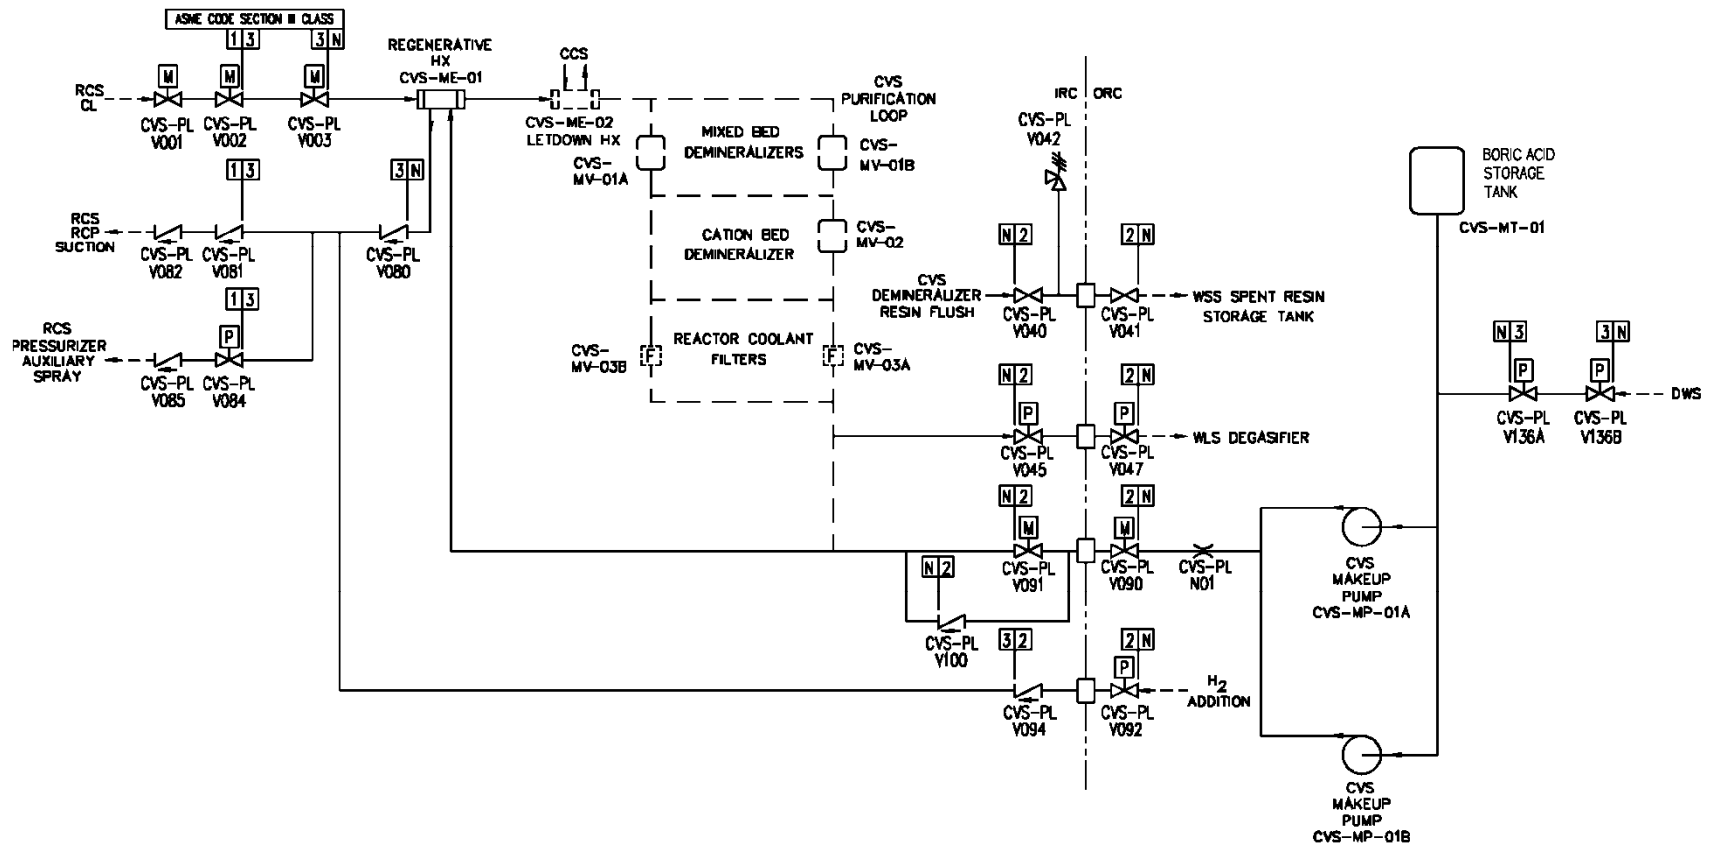 ASME CODE SECTION III CLASS
1 3
3 N
M
M
M
RCS
CL
CVS-PL
V001
CVS-PL
V002
CVS-PL
V003
REGENERATIVE
HX
CVS-ME-01
CCS
CVS-ME-02
LETDOWN HX
CVS
PURIFICATION
LOOP
MIXED BED
DEMINERALIZERS
CVS-
MV-01A
CVS-
MV-01B
CATION BED
DEMINERALIZER
CVS-
MV-02
REACTOR COOLANT
FILTERS
CVS-
MV-03B
F
F
CVS-
MV-03A
1 3
3 N
RCS
RCP
SUCTION
CVS-PL
V082
CVS-PL
V081
CVS-PL
V080
1 3
P
RCS
PRESSURIZER
AUXILIARY
SPRAY
CVS-PL
V085
CVS-PL
V084
IRC
ORC
CVS-PL
V042
N 2
2 N
CVS
DEMINERALIZER
RESIN FLUSH
CVS-PL
V040
CVS-PL
V041
WSS SPENT RESIN
STORAGE TANK
N 2
2 N
P
P
CVS-PL
V045
CVS-PL
V047
WLS DEGASIFIER
N 2
2 N
M
M
CVS-PL
V091
CVS-PL
V090
CVS-PL
N01
N 2
CVS-PL
V100
3 2
2 N
P
CVS-PL
V094
CVS-PL
V092
H2
ADDITION
BORIC ACID
STORAGE
TANK
CVS-MT-01
N 3
3 N
P
P
CVS-PL
V136A
CVS-PL
V136B
DWS
CVS
MAKEUP
PUMP
CVS-MP-01A
CVS
MAKEUP
PUMP
CVS-MP-01B